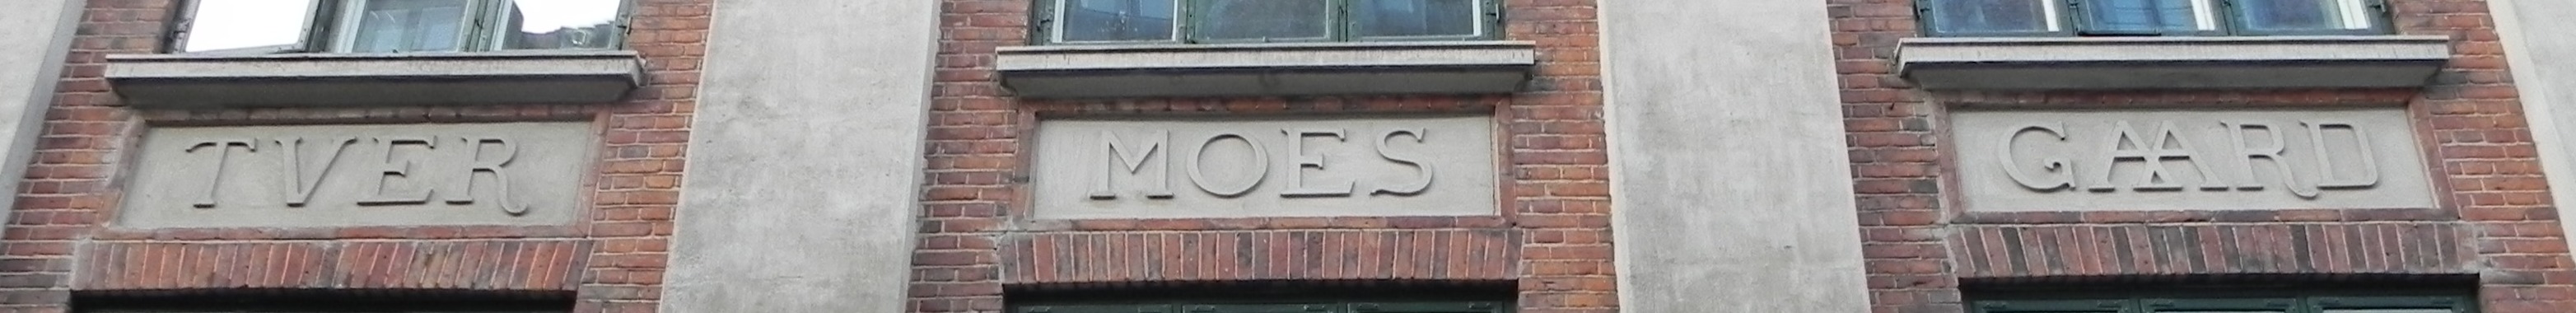 TVER MOES GAARD